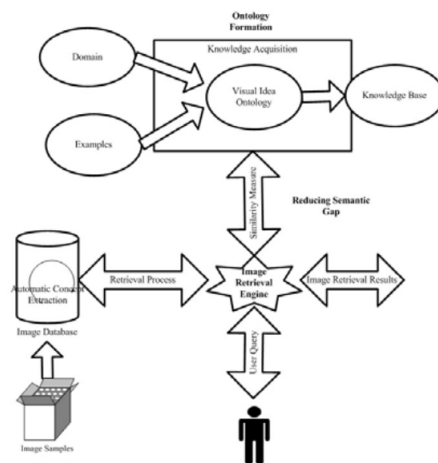 Ontology
Formation
Knowledge Acquisition
Domain
Visual Idea
Ontology
Knowledge Base
Examples
Similarity Measure
Reducing Semantic
Gap
Automatic Concept
Extraction
Retrieval Process
Image
Retrieval
Engine
Image Retrieval Results
Image Database
User Query
Image Samples